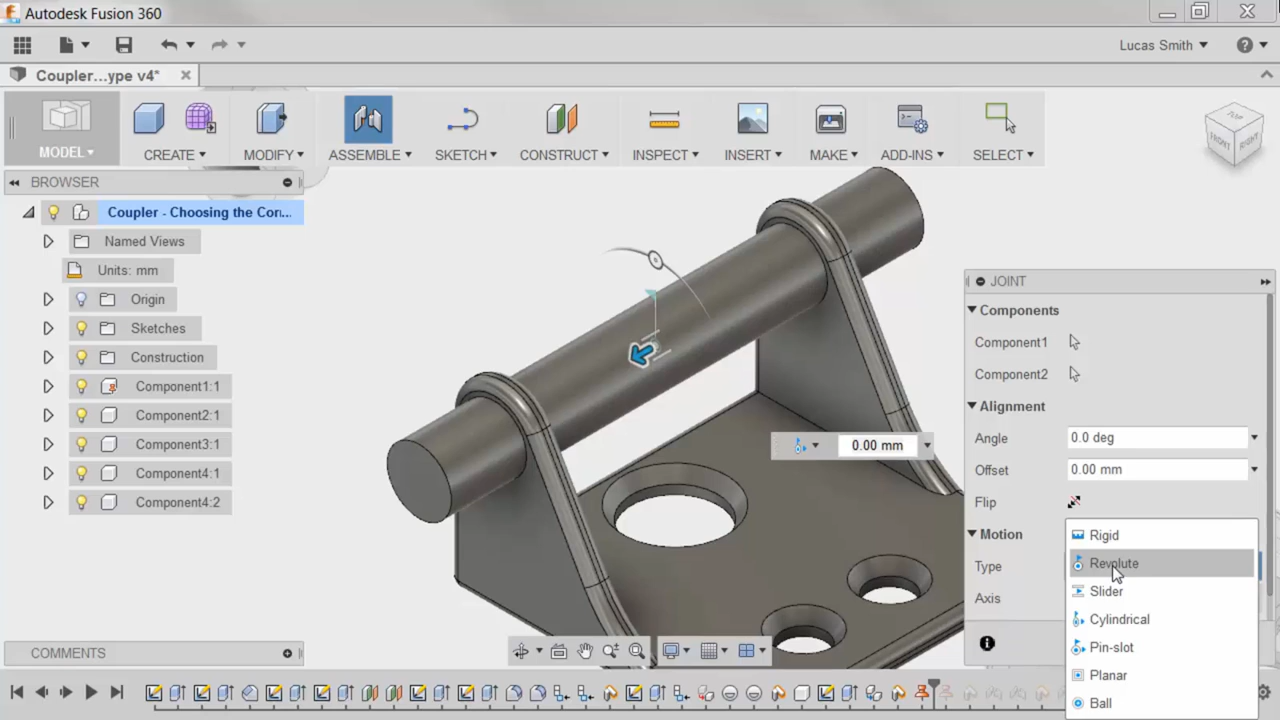 Autodesk Fusion 360
Lucas Smith
Coupler...ype v4*
MODEL
CREATE
MODIFY
ASSEMBLE
SKETCH
CONSTRUCT
INSPECT
INSERT
MAKE
ADD-INS
SELECT
TOP
FRONT
RIGHT
BROWSER
Coupler - Choosing the Con...
Named Views
Units: mm
Origin
Sketches
Construction
Component1:1
Component2:1
Component3:1
Component4:1
Component4:2
0.00 mm
JOINT
Components
Component1
Component2
Alignment
Angle 0.0 deg
Offset 0.00 mm
Flip
Motion
Type
Axis
Rigid
Revolute
Slider
Cylindrical
Pin-slot
Planar
Ball
COMMENTS